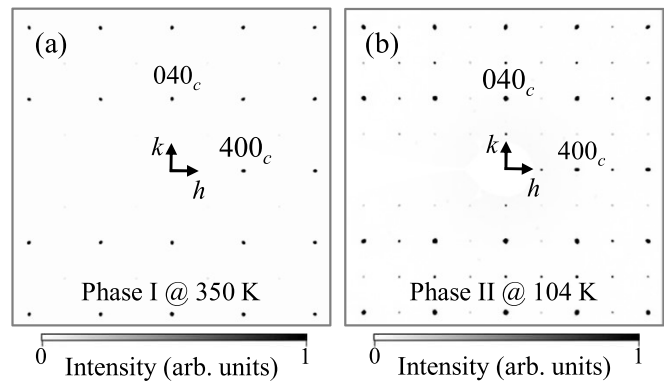 (a)
040c
400c
k
h
Phase I @ 350 K
0
1
Intensity (arb. units)
(b)
040c
400c
k
h
Phase II @ 104 K
0
1
Intensity (arb. units)